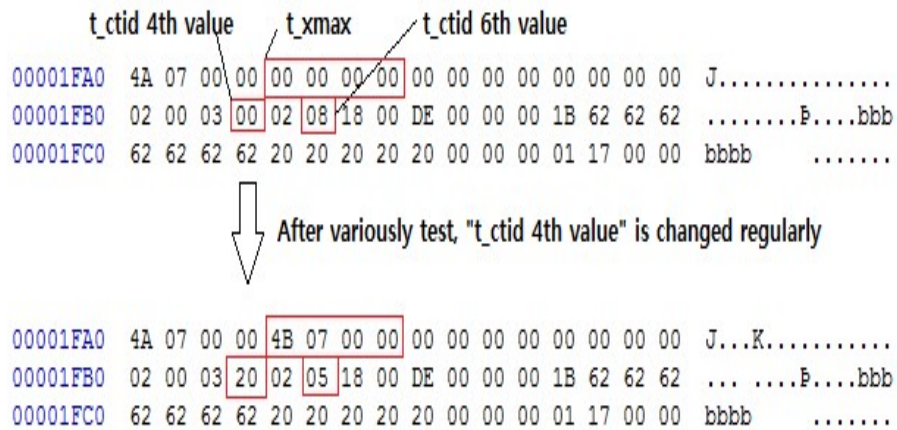 t_ctid 4th value t_xmax t_ctid 6th value
00001FA0 4A 07 00 00 00 00 00 00 00 00 00 00 00 00 00 00 J...............
00001FB0 02 00 03 00 02 08 18 00 DE 00 00 00 1B 62 62 62 ........Þ....bbb
00001FC0 62 62 62 62 20 20 20 20 20 00 00 00 01 17 00 00 bbbb .......
After variously test, "t_ctid 4th value" is changed regularly
00001FA0 4A 07 00 00 4B 07 00 00 00 00 00 00 00 00 00 00 J...K...........
00001FB0 02 00 03 20 02 05 18 00 DE 00 00 00 1B 62 62 62 ... ....Þ....bbb
00001FC0 62 62 62 62 20 20 20 20 20 00 00 00 01 17 00 00 bbbb .......